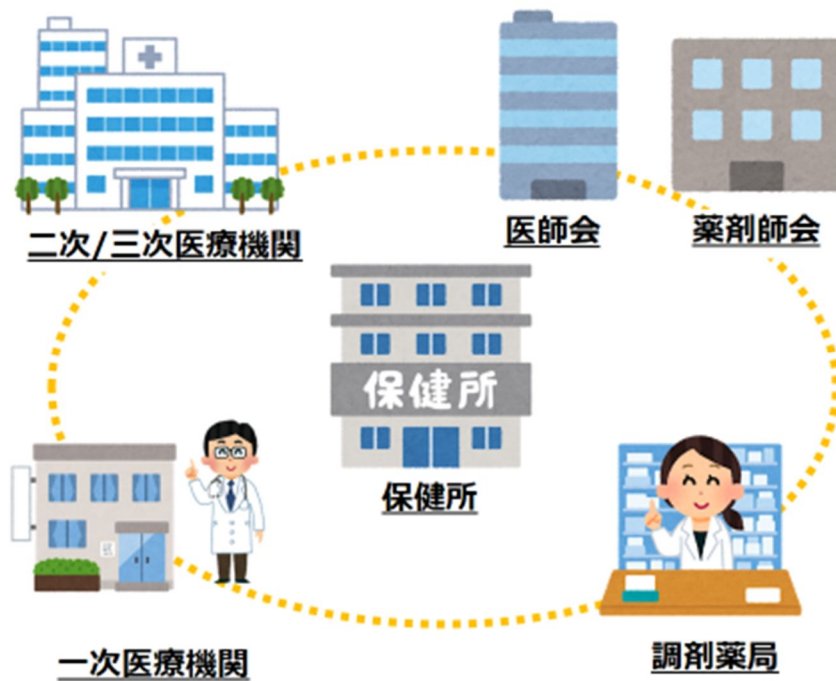 二次/三次医療機関
医師会
薬剤師会
保健所
保健所
一次医療機関
調剤薬局